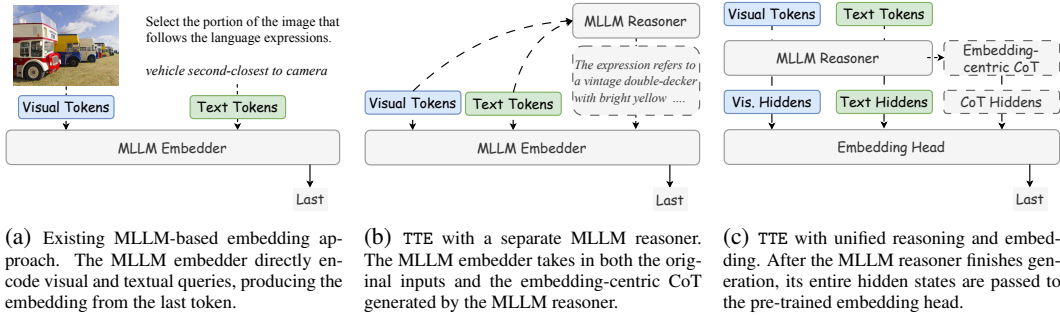 Select the portion of the image that
follows the language expressions.
vehicle second-closest to camera
Visual Tokens
Text Tokens
MLLM Embedder
Last
(a) Existing MLLM-based embedding ap-
proach. The MLLM embedder directly en-
code visual and textual queries, producing the
embedding from the last token.
MLLM Reasoner
The expression refers to
a vintage double-decker
with bright yellow ....
Visual Tokens
Text Tokens
MLLM Embedder
Last
(b) TTE with a separate MLLM reasoner.
The MLLM embedder takes in both the orig-
inal inputs and the embedding-centric CoT
generated by the MLLM reasoner.
Visual Tokens
Text Tokens
MLLM Reasoner
Embedding-
centric CoT
Vis. Hiddens
Text Hiddens
CoT Hiddens
Embedding Head
Last
(c) TTE with unified reasoning and embed-
ding. After the MLLM reasoner finishes gen-
eration, its entire hidden states are passed to
the pre-trained embedding head.